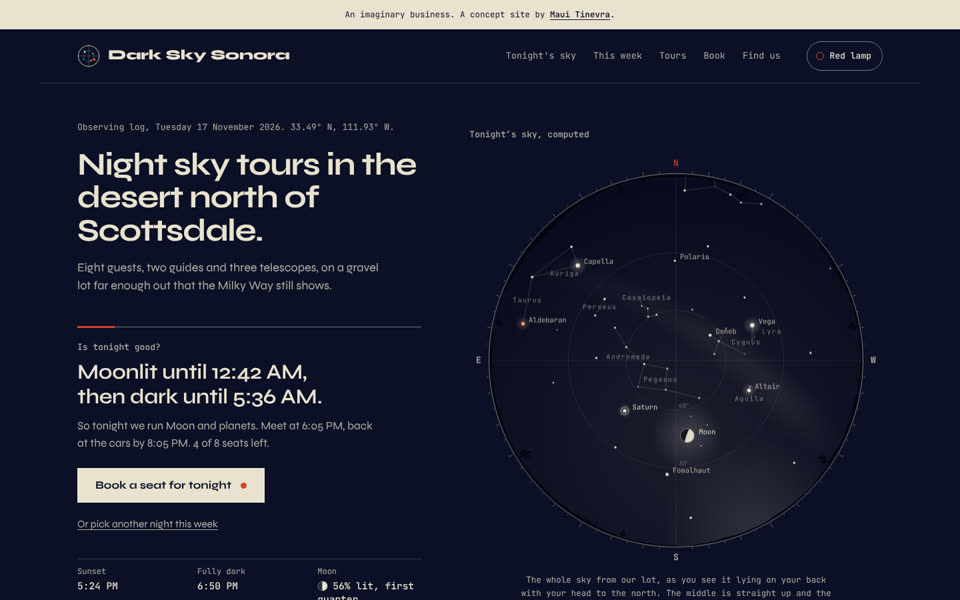 An imaginary business. A concept site by Maui Tinevra.
Dark Sky Sonora
Tonight's sky
This week
Tours
Book
Find us
Red lamp
Observing log, Tuesday 17 November 2026. 33.49° N, 111.93° W.
Night sky tours in the
desert north of
Scottsdale.
Eight guests, two guides and three telescopes, on a gravel
lot far enough out that the Milky Way still shows.
Is tonight good?
Moonlit until 12:42 AM,
then dark until 5:36 AM.
So tonight we run Moon and planets. Meet at 6:05 PM, back
at the cars by 8:05 PM. 4 of 8 seats left.
Book a seat for tonight
Or pick another night this week
Sunset
5:24 PM
Fully dark
6:50 PM
Moon
56% lit, first
quarter
Tonight's sky, computed
N
Capella
Polaris
Auriga
Taurus
Cassiopeia
Perseus
Aldebaran
Vega
Lyra
Deneb
Cygnus
E
Andromeda
W
Pegasus
Altair
Aquila
Saturn
60°
Moon
30°
Fomalhaut
S
The whole sky from our lot, as you see it lying on your back
with your head to the north. The middle is straight up and the